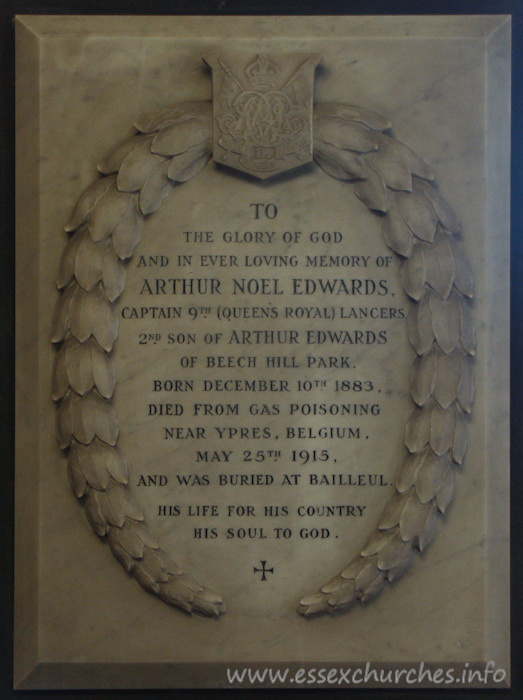 TO
THE GLORY OF GOD
AND IN EVER LOVING MEMORY OF
ARTHUR NOEL EDWARDS,
CAPTAIN 9TH (QUEEN'S ROYAL) LANCERS
2ND SON OF ARTHUR EDWARDS
OF BEECH HILL PARK.
BORN DECEMBER 10TH 1883,
DIED FROM GAS POISONING
NEAR YPRES, BELGIUM,
MAY 25TH 1915,
AND WAS BURIED AT BAILLEUL.
HIS LIFE FOR HIS COUNTRY
HIS SOUL TO GOD.
www.essexchurches.info